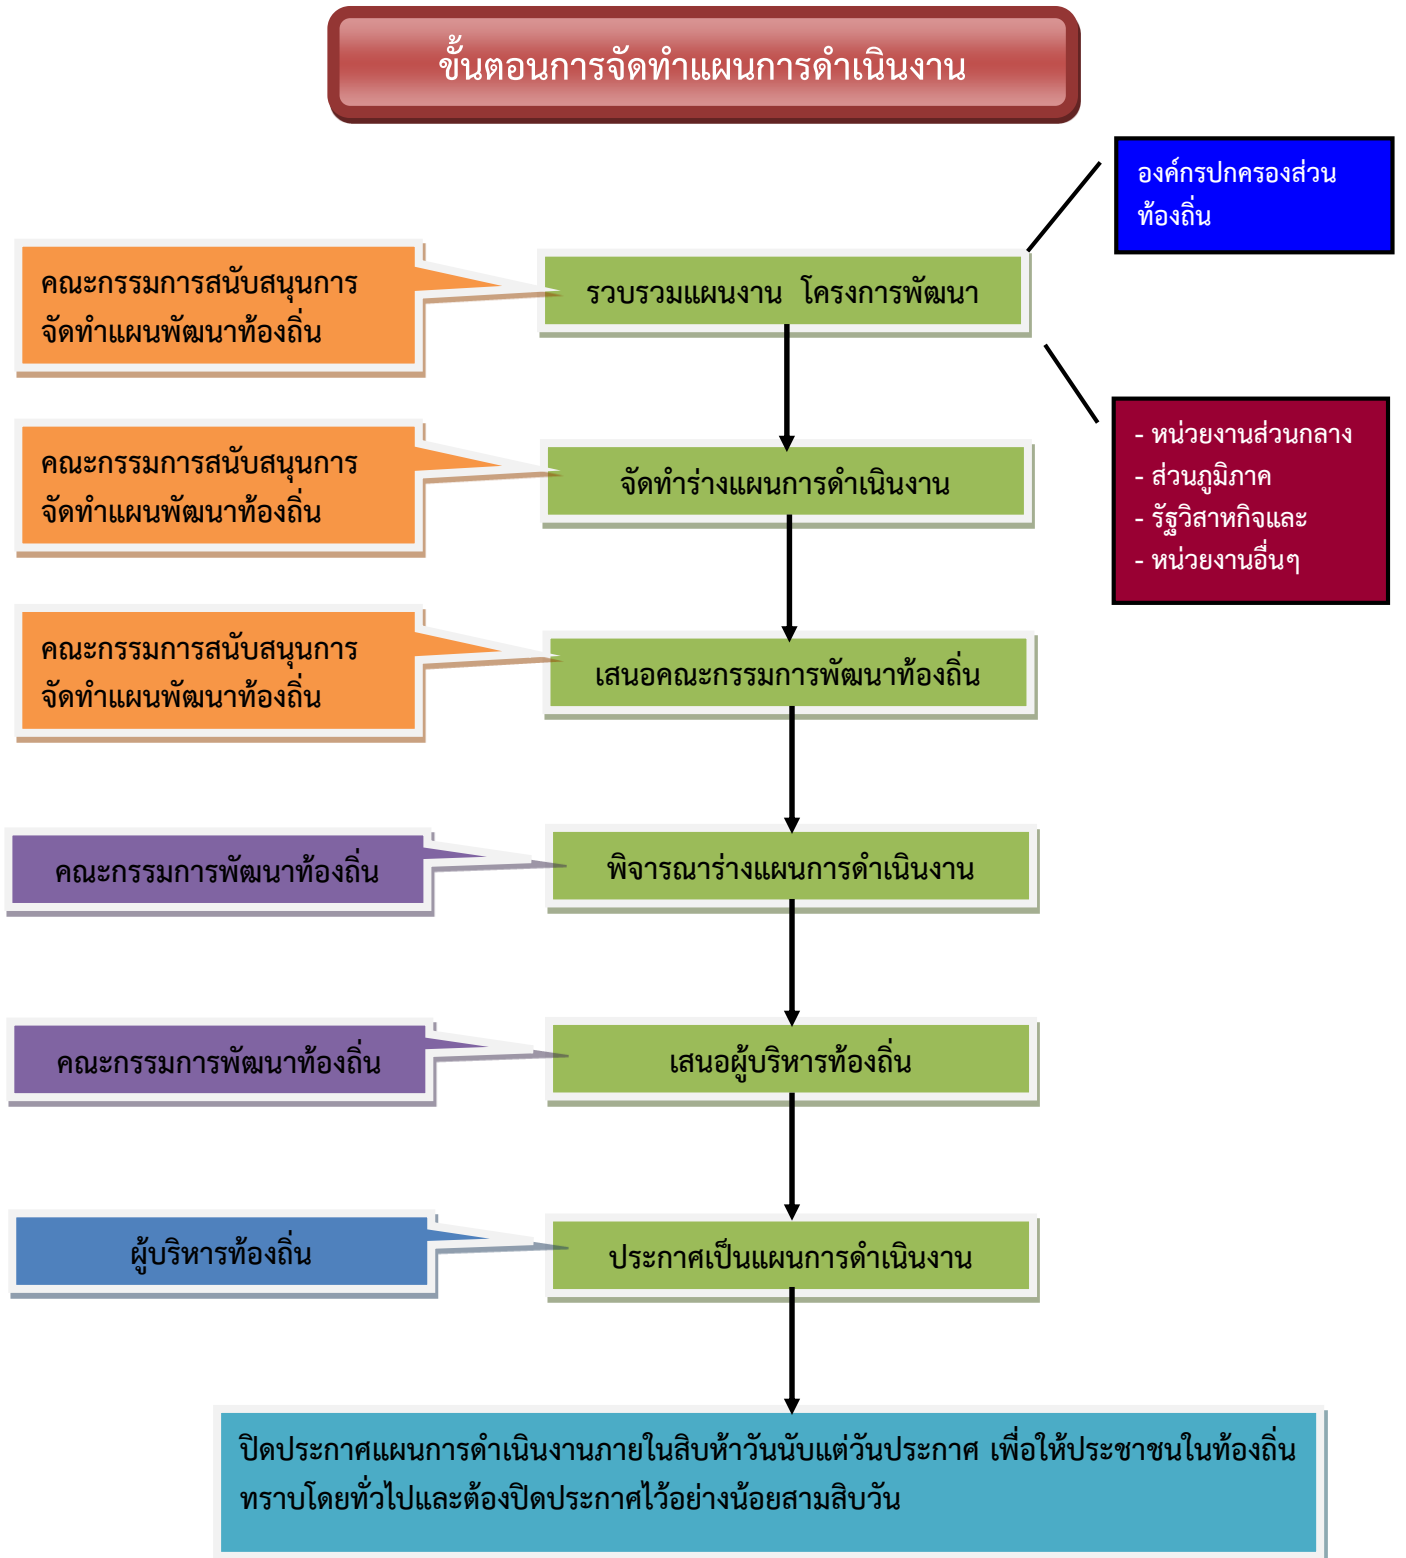 ขั้นตอนการจัดทำแผนการดำเนินงาน
องค์กรปกครองส่วน
ท้องถิ่น
คณะกรรมการสนับสนุนการ
จัดทำแผนพัฒนาท้องถิ่น
รวบรวมแผนงาน โครงการพัฒนา
- หน่วยงานส่วนกลาง
- ส่วนภูมิภาค
- รัฐวิสาหกิจและ
- หน่วยงานอื่นๆ
คณะกรรมการสนับสนุนการ
จัดทำแผนพัฒนาท้องถิ่น
จัดทำร่างแผนการดำเนินงาน
คณะกรรมการสนับสนุนการ
จัดทำแผนพัฒนาท้องถิ่น
เสนอคณะกรรมการพัฒนาท้องถิ่น
คณะกรรมการพัฒนาท้องถิ่น
พิจารณาร่างแผนการดำเนินงาน
คณะกรรมการพัฒนาท้องถิ่น
เสนอผู้บริหารท้องถิ่น
ผู้บริหารท้องถิ่น
ประกาศเป็นแผนการดำเนินงาน
ปิดประกาศแผนการดำเนินงานภายในสิบห้าวันนับแต่วันประกาศ เพื่อให้ประชาชนในท้องถิ่น
ทราบโดยทั่วไปและต้องปิดประกาศไว้อย่างน้อยสามสิบวัน